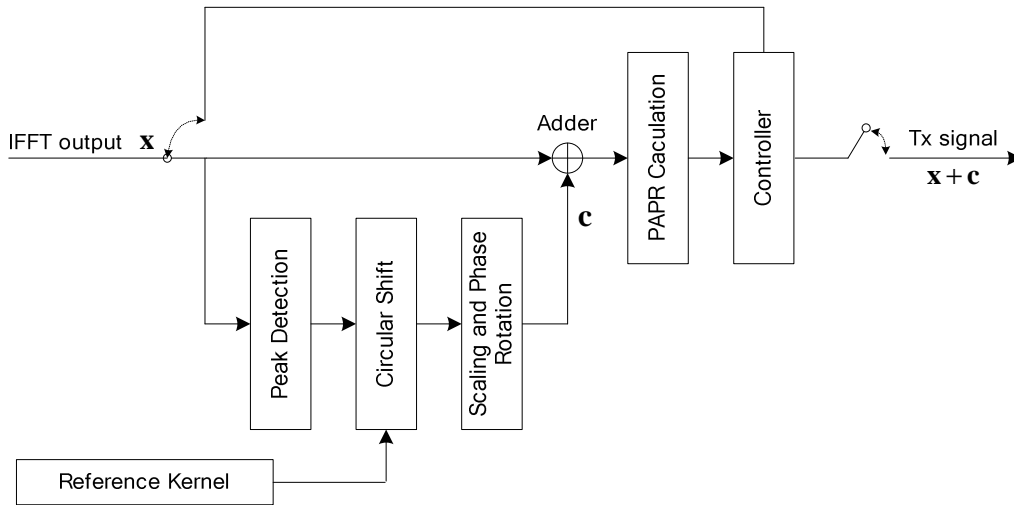 IFFT output x
Adder
PAPR Caculation
Controller
Tx signal
x + c
c
Peak Detection
Circular Shift
Scaling and Phase
Rotation
Reference Kernel